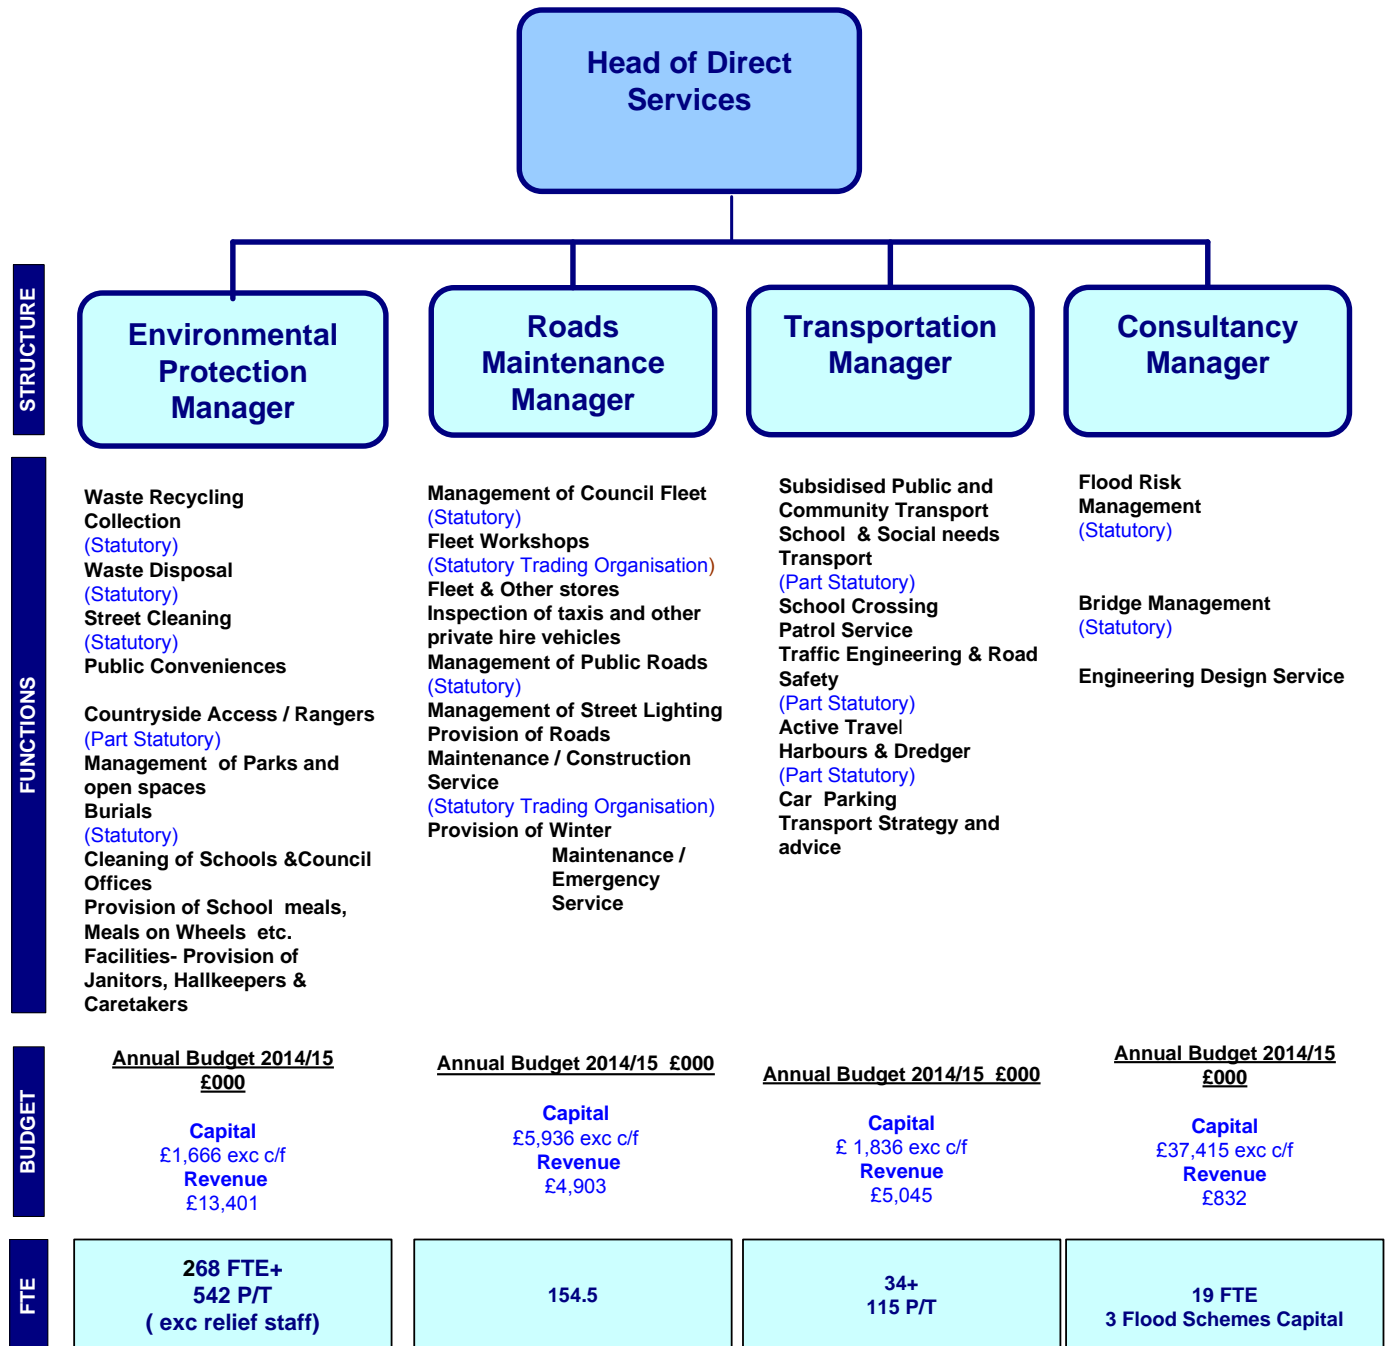 Head of Direct
Services
STRUCTURE
Environmental
Protection
Manager
Roads
Maintenance
Manager
Transportation
Manager
Consultancy
Manager
FUNCTIONS
Waste Recycling
Collection
(Statutory)
Waste Disposal
(Statutory)
Street Cleaning
(Statutory)
Public Conveniences
Countryside Access / Rangers
(Part Statutory)
Management  of Parks and
open spaces
Burials
(Statutory)
Cleaning of Schools &Council
Offices
Provision of School  meals,
Meals on Wheels  etc.
Facilities- Provision of
Janitors, Hallkeepers &
Caretakers
Management of Council Fleet
(Statutory)
Fleet Workshops
(Statutory Trading Organisation)
Fleet & Other stores
Inspection of taxis and other
private hire vehicles
Management of Public Roads
(Statutory)
Management of Street Lighting
Provision of Roads
Maintenance / Construction
Service
(Statutory Trading Organisation)
Provision of Winter
Maintenance /
Emergency
Service
Subsidised Public and
Community Transport
School  & Social needs
Transport
(Part Statutory)
School Crossing
Patrol Service
Traffic Engineering & Road
Safety
(Part Statutory)
Active Travel
Harbours & Dredger
(Part Statutory)
Car  Parking
Transport Strategy and
advice
Flood Risk
Management
(Statutory)
Bridge Management
(Statutory)
Engineering Design Service
BUDGET
Annual Budget 2014/15
£000
Capital
£1,666 exc c/f
Revenue
£13,401
Annual Budget 2014/15  £000
Capital
£5,936 exc c/f
Revenue
£4,903
Annual Budget 2014/15  £000
Capital
£ 1,836 exc c/f
Revenue
£5,045
Annual Budget 2014/15
£000
Capital
£37,415 exc c/f
Revenue
£832
FTE
268 FTE+
542 P/T
( exc relief staff)
154.5
34+
115 P/T
19 FTE
3 Flood Schemes Capital